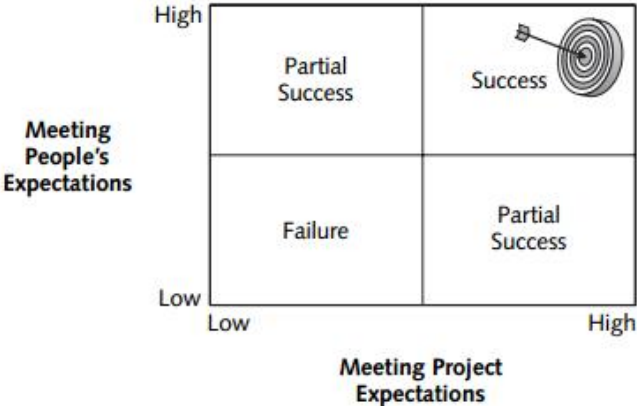 High
Partial
Success
Success
Meeting
People's
Expectations
Failure
Partial
Success
Low
Low
High
Meeting Project
Expectations